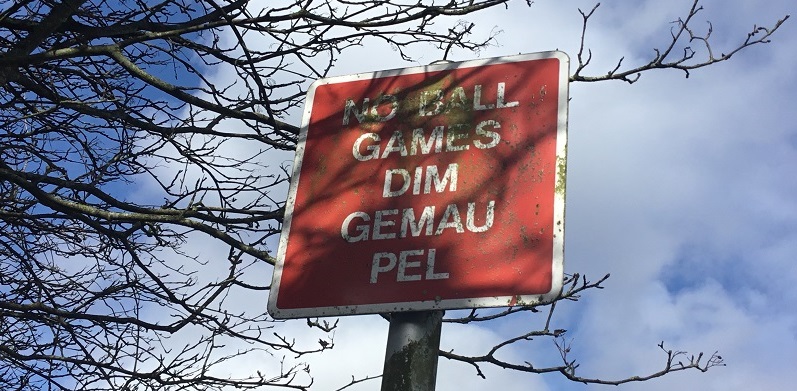 NO BALL
GAMES
DIM
GEMAU
PEL